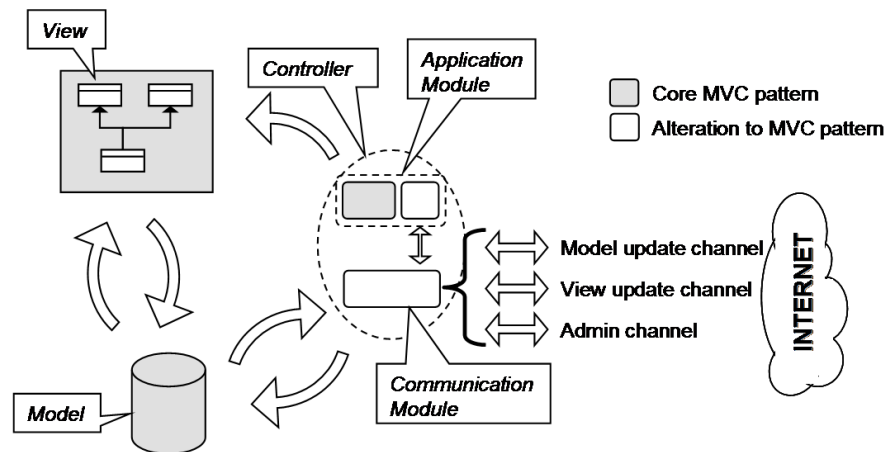 View
Controller
Application
Module
Core MVC pattern
Alteration to MVC pattern
Model update channel
View update channel
Admin channel
INTERNET
Communication
Module
Model